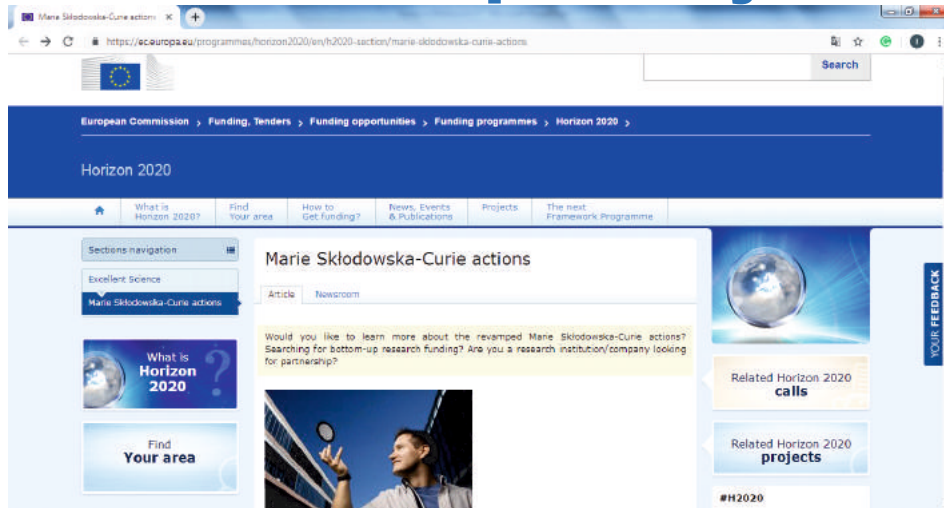 Marie Skłodowska-Curie actions
https://ec.europa.eu/programmes/horizon2020/en/h2020-section/marie-sklodowska-curie-actions
Search
European Commission > Funding, Tenders > Funding opportunities > Funding programmes > Horizon 2020 >
Horizon 2020
What is
Horizon 2020?
Find
Your area
How to
Get funding?
News, Events
& Publications
Projects
The next
Framework Programme
Sections navigation
Excellent Science
Marie Skłodowska-Curie actions
What is
Horizon
2020
?
Find
Your area
Marie Skłodowska-Curie actions
Article
Newsroom
Would you like to learn more about the revamped Marie Skłodowska-Curie actions?
Searching for bottom-up research funding? Are you a research institution/company looking
for partnership?
Related Horizon 2020
calls
Related Horizon 2020
projects
#H2020
YOUR FEEDBACK